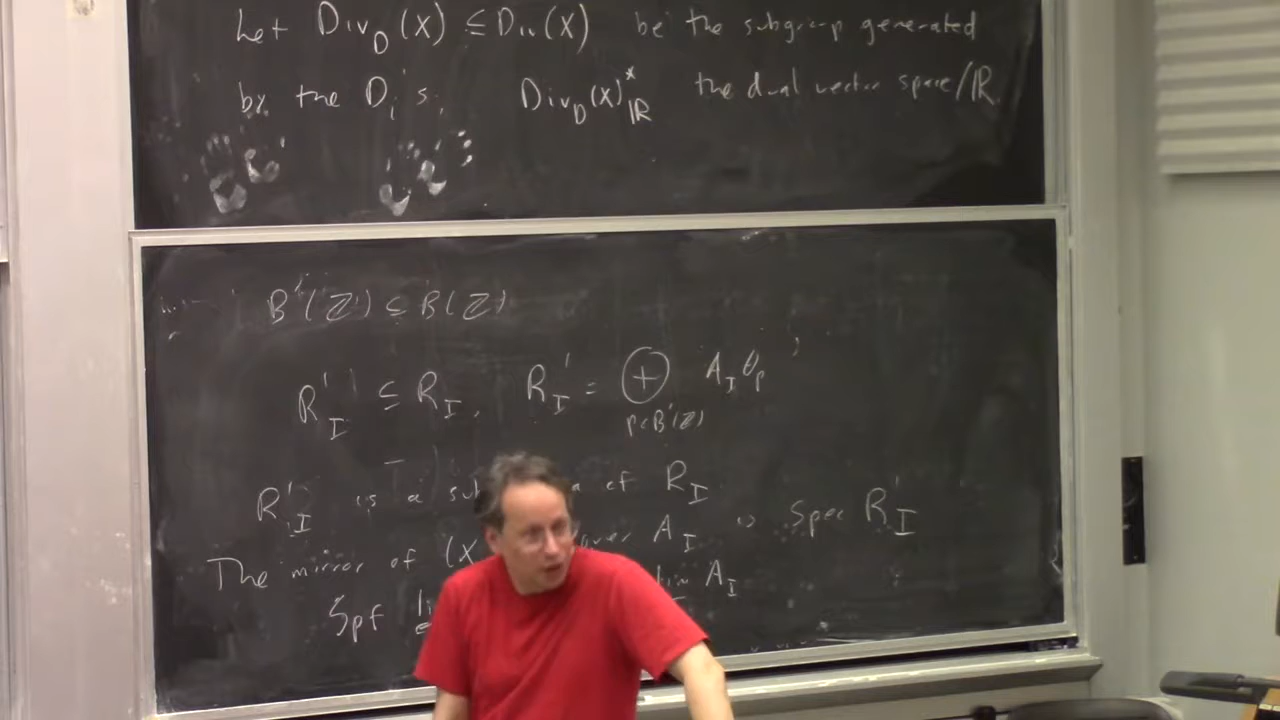 Let Div_D(X) ⊆ Div(X) be the subgroup generated
by the D_i's. Div_D(X)*_ℝ the dual vector space/ℝ.
B'(ℤ) ⊆ B(ℤ)
R'_I ⊆ R_I, R'_I = ⊕_{p∈B'(ℤ)} A_I θ_p,
R'_I is a of R_I
The mirror of (X over A_I is Spec R'_I
Spf A_I